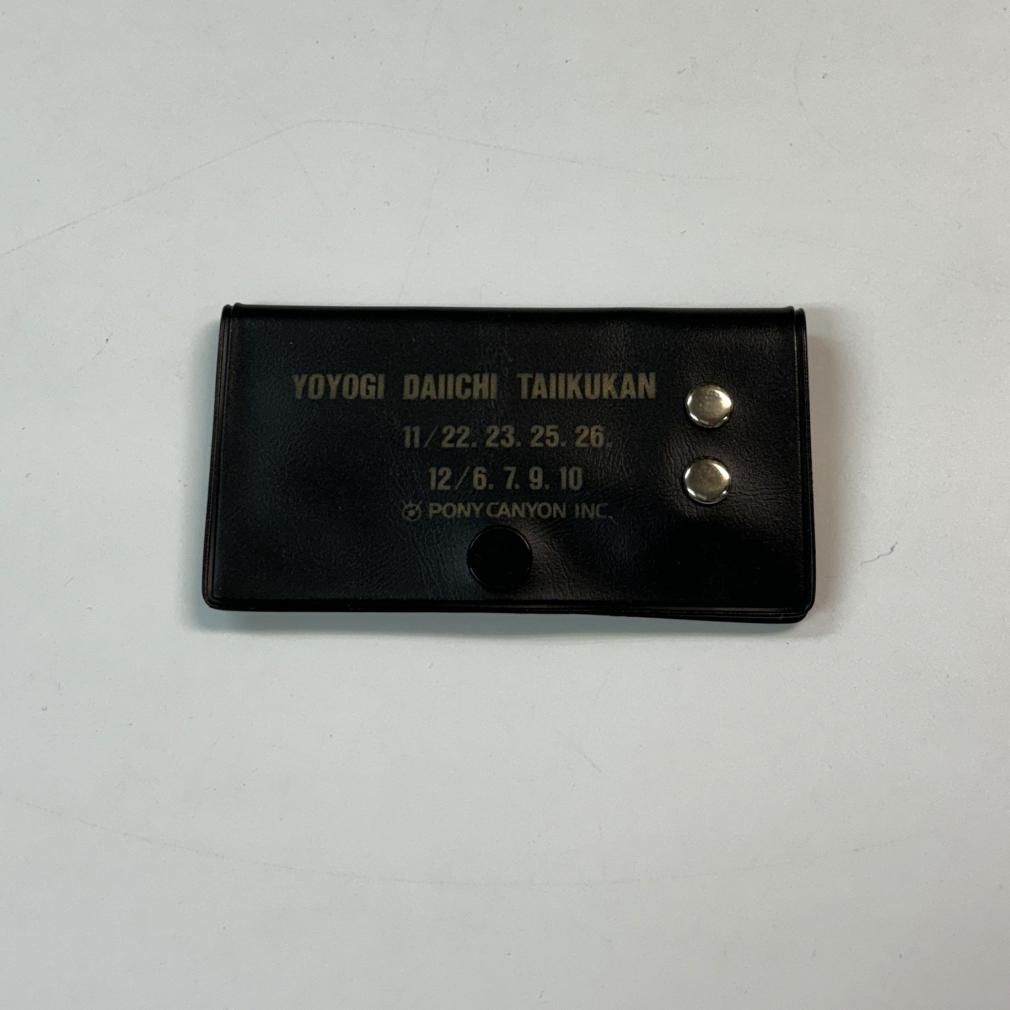 YOYOGI DAIICHI TAIIKUKAN
11/22. 23. 25. 26.
12/6. 7. 9. 10
PONY CANYON INC.